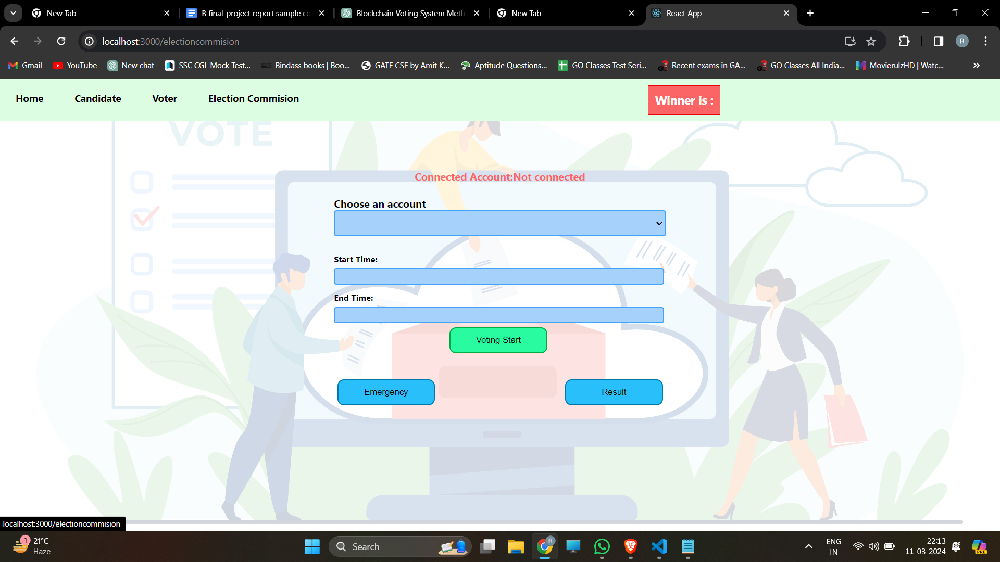 New Tab
B final_project report sample co
Blockchain Voting System Meth
New Tab
React App
localhost:3000/electioncommision
R
Gmail
YouTube
New chat
SSC CGL Mock Test...
Bindass books | Boo...
GATE CSE by Amit K...
Aptitude Questions...
GO Classes Test Seri...
Recent exams in GA...
GO Classes All India...
MovierulzHD | Watc...
Home
Candidate
Voter
Election Commision
Winner is :
VOTE
Connected Account:Not connected
Choose an account
Start Time:
End Time:
Voting Start
Emergency
Result
localhost:3000/electioncommision
1
21°C
Haze
Search
R
ENG
IN
22:13
11-03-2024
PRE